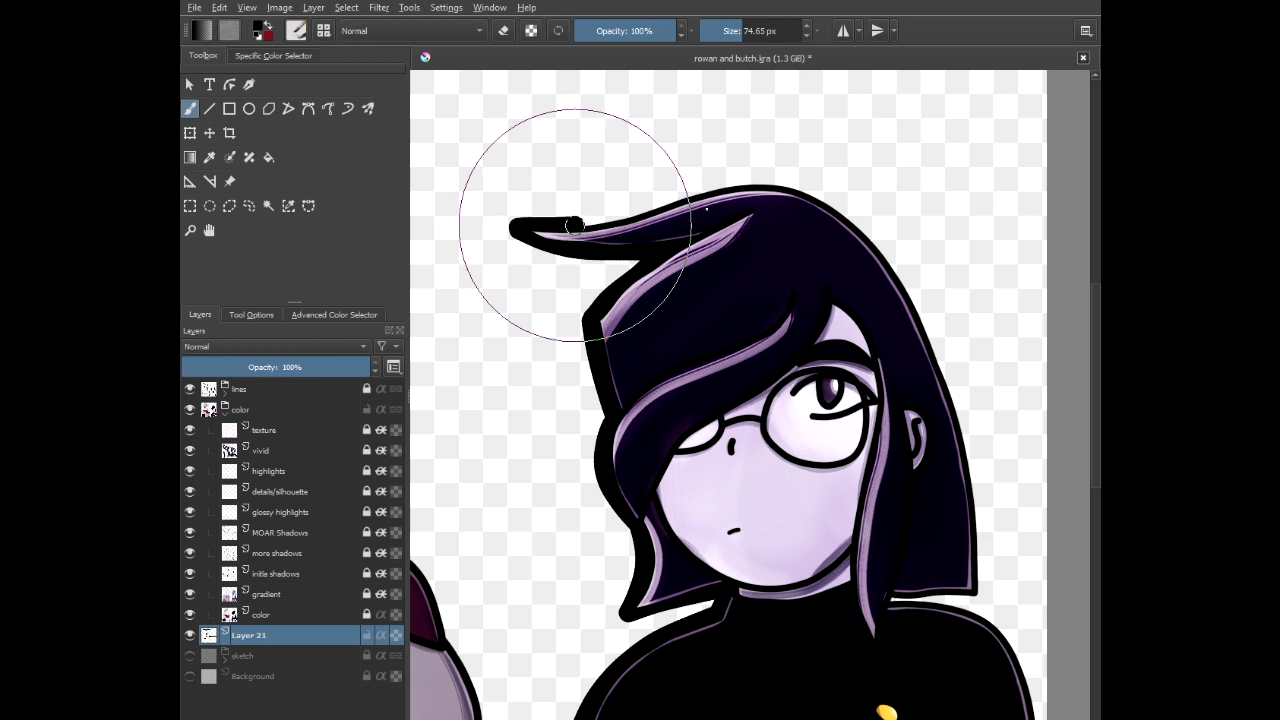 File Edit View Image Layer Select Filter Tools Settings Window Help
Normal Opacity: 100% Size: 74.65 px
Toolbox Specific Color Selector
rowan and butch.kra (1.3 GiB) *
Layers Tool Options Advanced Color Selector
Layers
Normal
Opacity: 100%
lines
color
texture
vivid
highlights
details/silhouette
glossy highlights
MOAR Shadows
more shadows
initla shadows
gradient
color
Layer 21
sketch
Background